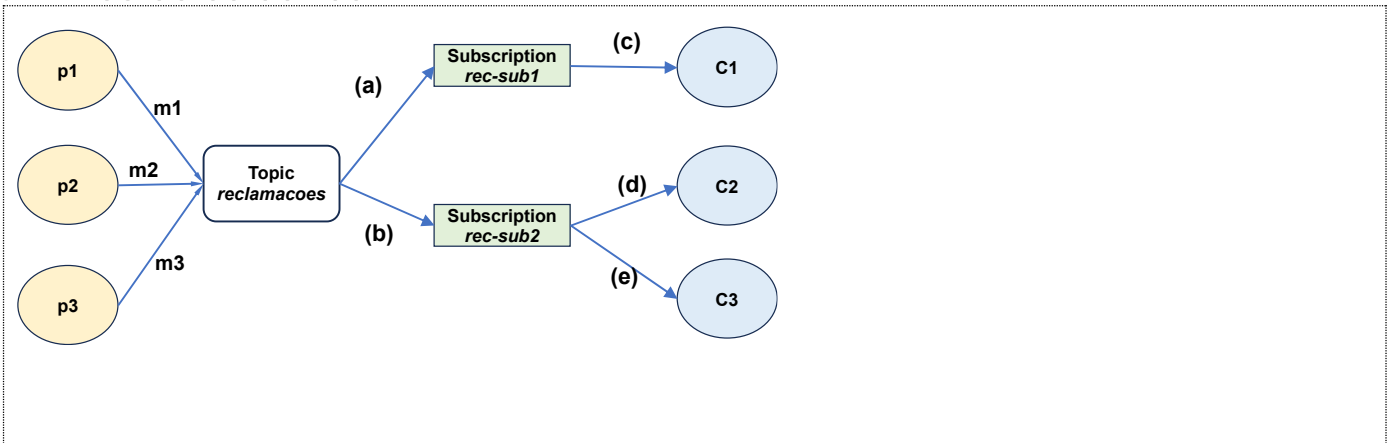 p1
p2
p3
m1
m2
m3
Topic
reclamacoes
(a)
(b)
Subscription
rec-sub1
Subscription
rec-sub2
(c)
(d)
(e)
C1
C2
C3